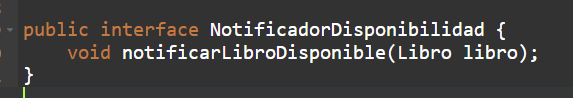 public interface NotificadorDisponibilidad {
    void notificarLibroDisponible(Libro libro);
}